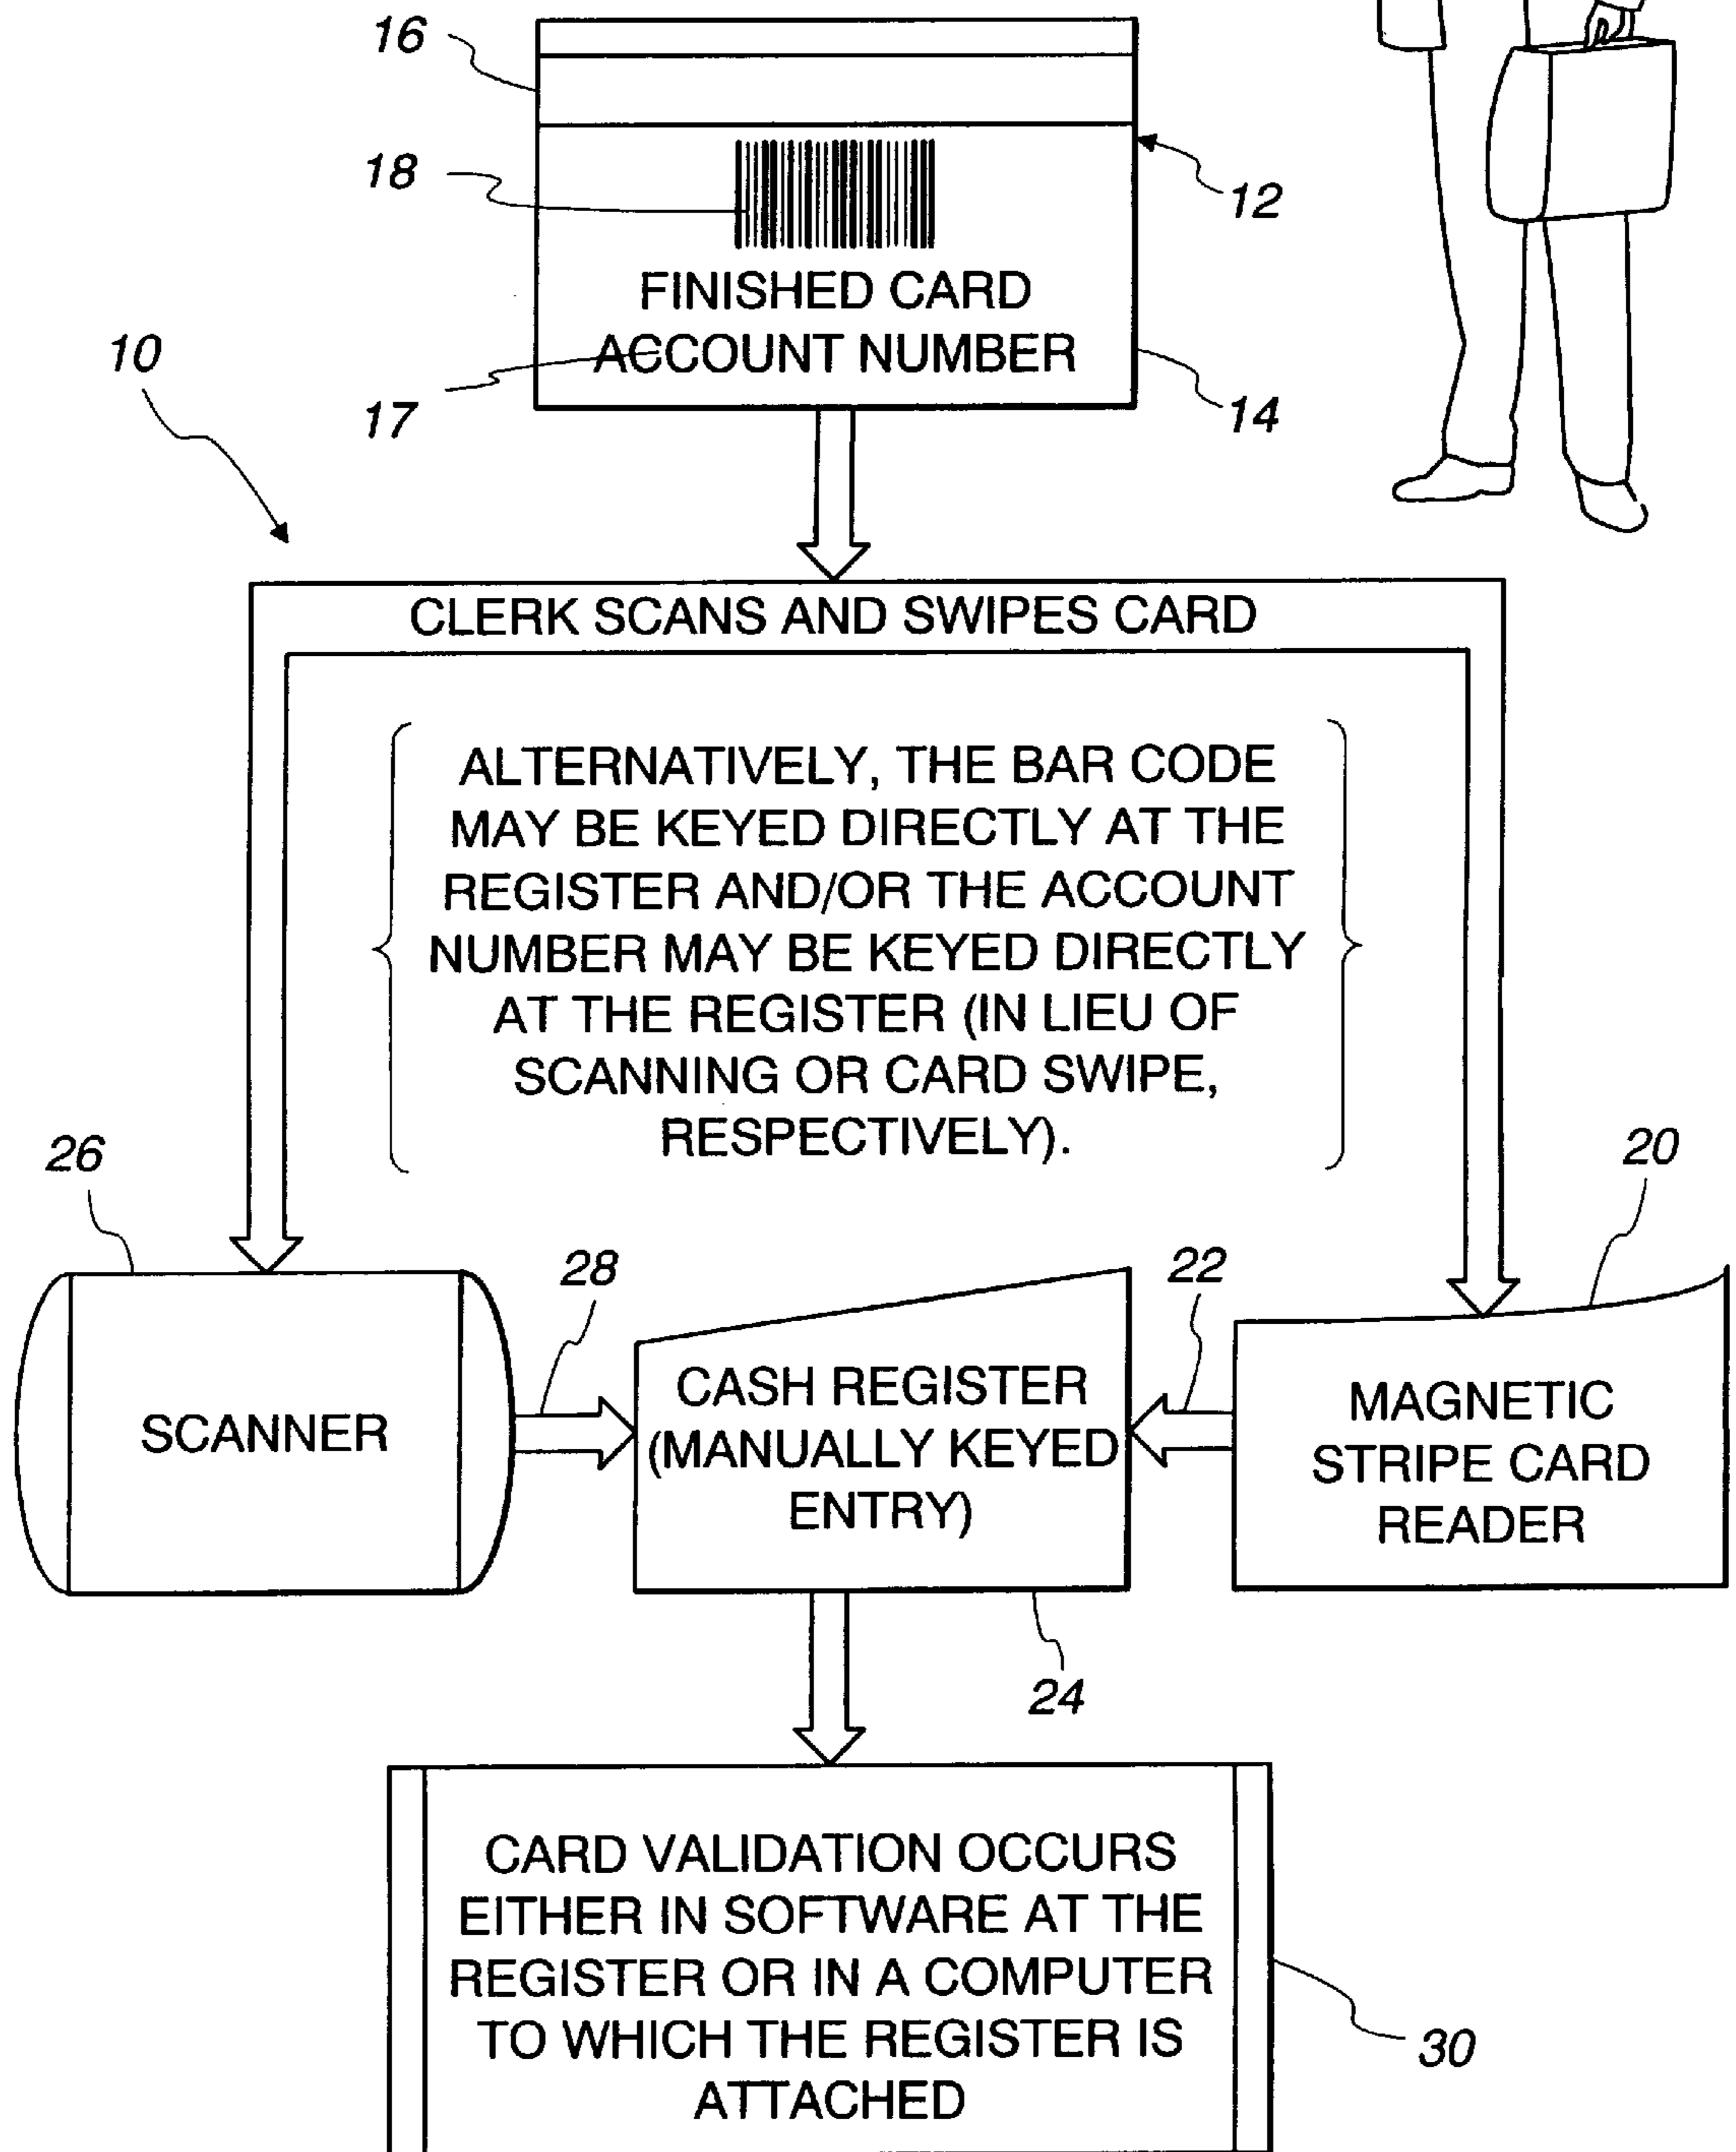 16
18
12
FINISHED CARD
ACCOUNT NUMBER
10
17
14
CLERK SCANS AND SWIPES CARD
ALTERNATIVELY, THE BAR CODE
MAY BE KEYED DIRECTLY AT THE
REGISTER AND/OR THE ACCOUNT
NUMBER MAY BE KEYED DIRECTLY
AT THE REGISTER (IN LIEU OF
SCANNING OR CARD SWIPE,
RESPECTIVELY).
26
20
28
22
SCANNER
CASH REGISTER
(MANUALLY KEYED
ENTRY)
MAGNETIC
STRIPE CARD
READER
24
CARD VALIDATION OCCURS
EITHER IN SOFTWARE AT THE
REGISTER OR IN A COMPUTER
TO WHICH THE REGISTER IS
ATTACHED
30